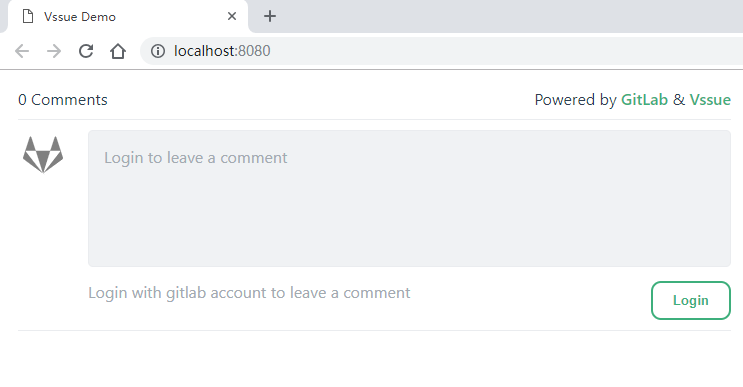 Vssue Demo
localhost:8080
0 Comments
Powered by GitLab & Vssue
Login to leave a comment
Login with gitlab account to leave a comment
Login